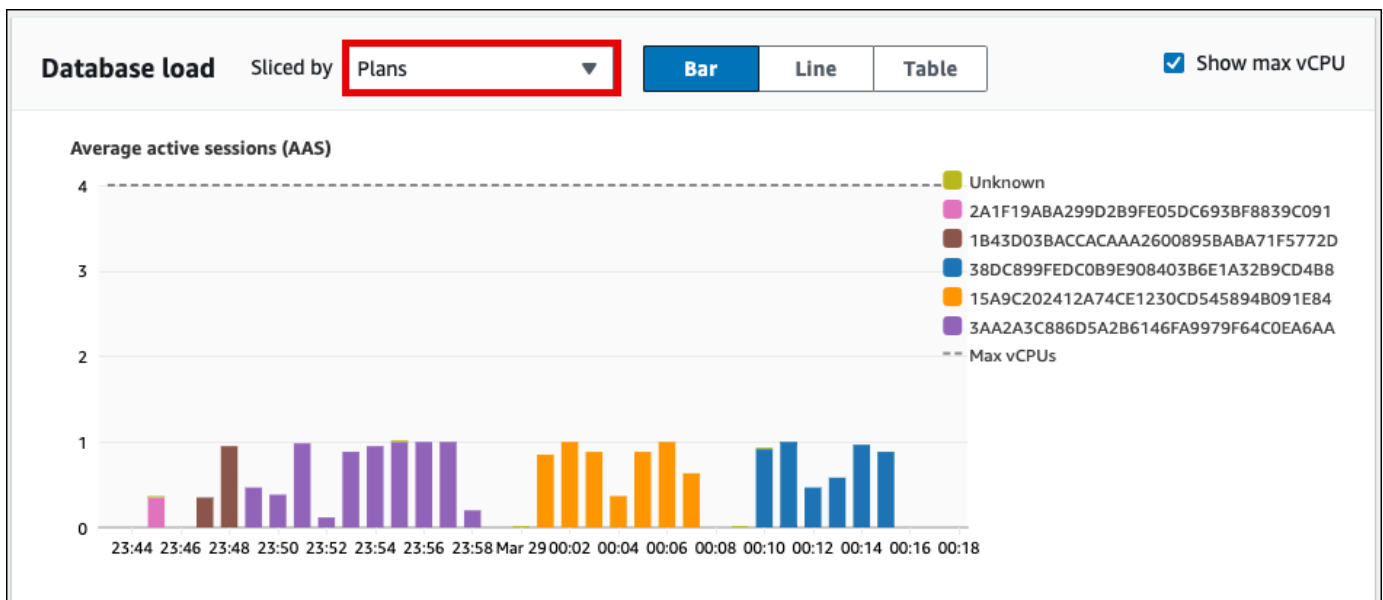 Database load Sliced by Plans Bar Line Table Show max vCPU
Average active sessions (AAS)
4
3
2
1
0
23:44 23:46 23:48 23:50 23:52 23:54 23:56 23:58 Mar 29 00:02 00:04 00:06 00:08 00:10 00:12 00:14 00:16 00:18
Unknown
2A1F19ABA299D2B9FE05DC693BF8839C091
1B43D03BACCACAAA2600895BABA71F5772D
38DC899FEDC0B9E908403B6E1A32B9CD4B8
15A9C202412A74CE1230CD545894B091E84
3AA2A3C886D5A2B6146FA9979F64C0EA6AA
Max vCPUs